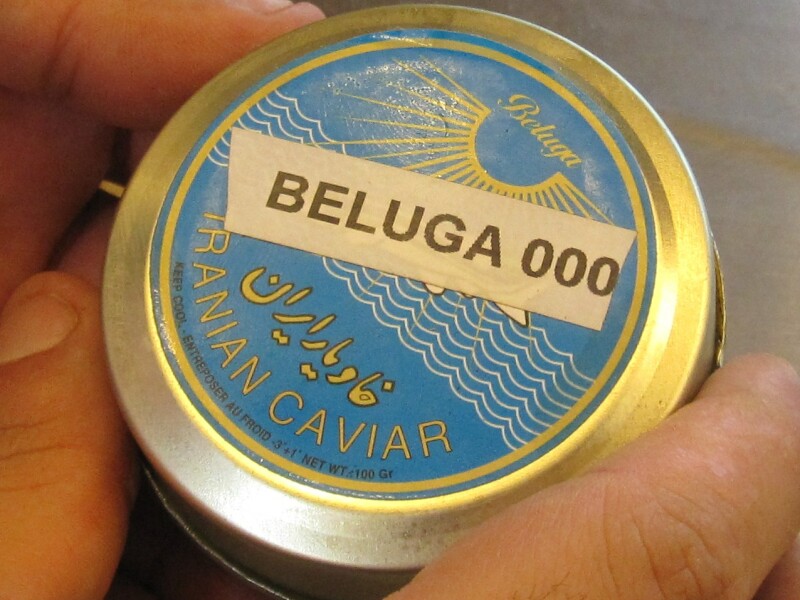 Beluga
BELUGA 000
خاویار ایران
IRANIAN CAVIAR
KEEP COOL - ENTREPOSER AU FROID -3°+1° NET WT.:100 Gr